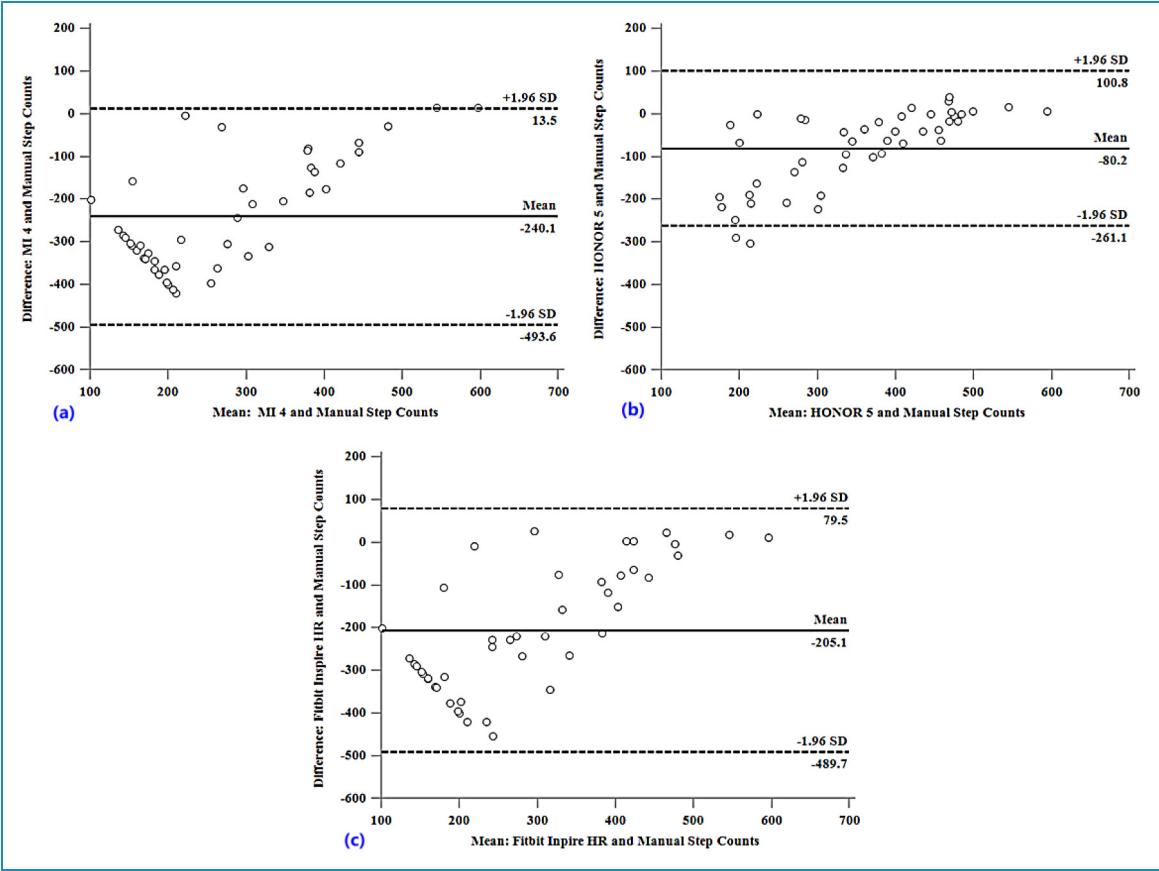 200
100
0
-100
-200
-300
-400
-500
-600
Difference: MI 4 and Manual Step Counts
+1.96 SD
13.5
Mean
-240.1
-1.96 SD
-493.6
100 200 300 400 500 600 700
Mean: MI 4 and Manual Step Counts
(a)
200
100
0
-100
-200
-300
-400
-500
-600
Difference: HONOR 5 and Manual Step Counts
+1.96 SD
100.8
Mean
-80.2
-1.96 SD
-261.1
100 200 300 400 500 600 700
Mean: HONOR 5 and Manual Step Counts
(b)
200
100
0
-100
-200
-300
-400
-500
-600
Difference: Fitbit Inspire HR and Manual Step Counts
+1.96 SD
79.5
Mean
-205.1
-1.96 SD
-489.7
100 200 300 400 500 600 700
Mean: Fitbit Inpire HR and Manual Step Counts
(c)